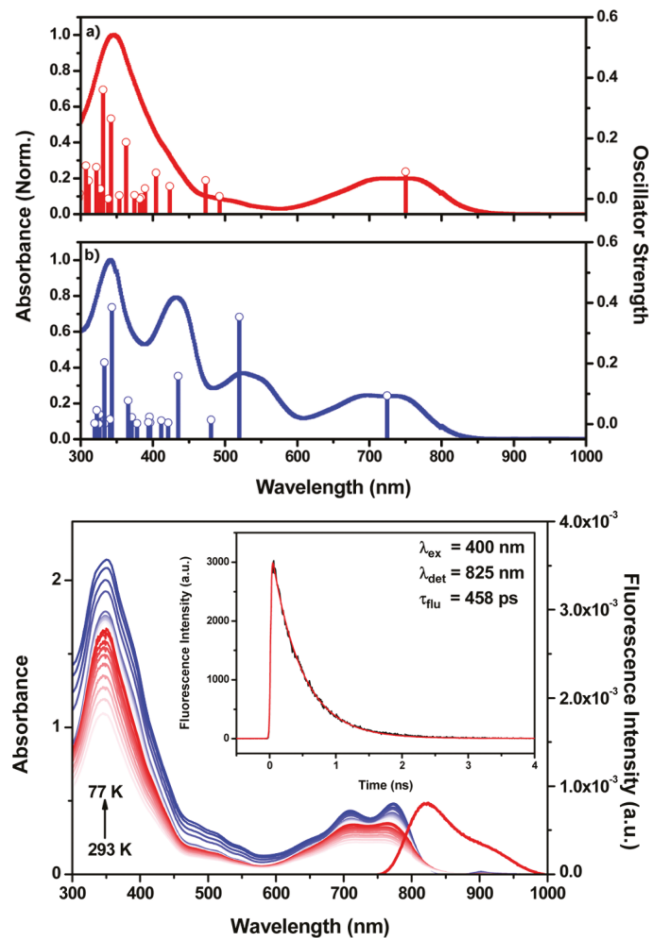 a)
1.0
0.8
0.6
0.4
0.2
0.0
0.6
0.4
0.2
0.0
b)
1.0
0.8
0.6
0.4
0.2
0.0
0.6
0.4
0.2
0.0
300 400 500 600 700 800 900 1000
Absorbance (Norm.)
Oscillator Strength
Wavelength (nm)
2
1
0
Absorbance
4.0x10⁻³
3.0x10⁻³
2.0x10⁻³
1.0x10⁻³
0.0
Fluorescence Intensity (a.u.)
3000
2000
1000
0
Fluorescence Intensity (a.u.)
λex = 400 nm
λdet = 825 nm
τflu = 458 ps
0 1 2 3 4
Time (ns)
77 K
293 K
300 400 500 600 700 800 900 1000
Wavelength (nm)